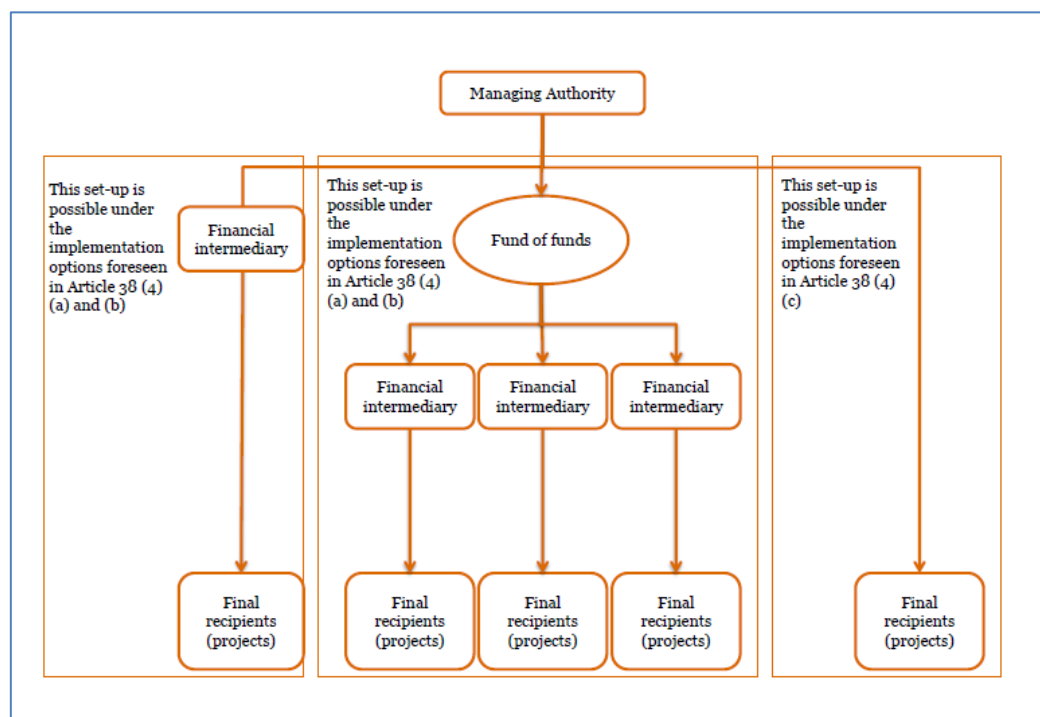 Managing Authority
This set-up is
possible under
the
implementation
options foreseen
in Article 38 (4)
(a) and (b)
Financial
intermediary
This set-up is
possible under
the
implementation
options foreseen
in Article 38 (4)
(a) and (b)
Fund of funds
This set-up is
possible under
the
implementation
options foreseen
in Article 38 (4)
(c)
Financial
intermediary
Financial
intermediary
Financial
intermediary
Final
recipients
(projects)
Final
recipients
(projects)
Final
recipients
(projects)
Final
recipients
(projects)
Final
recipients
(projects)